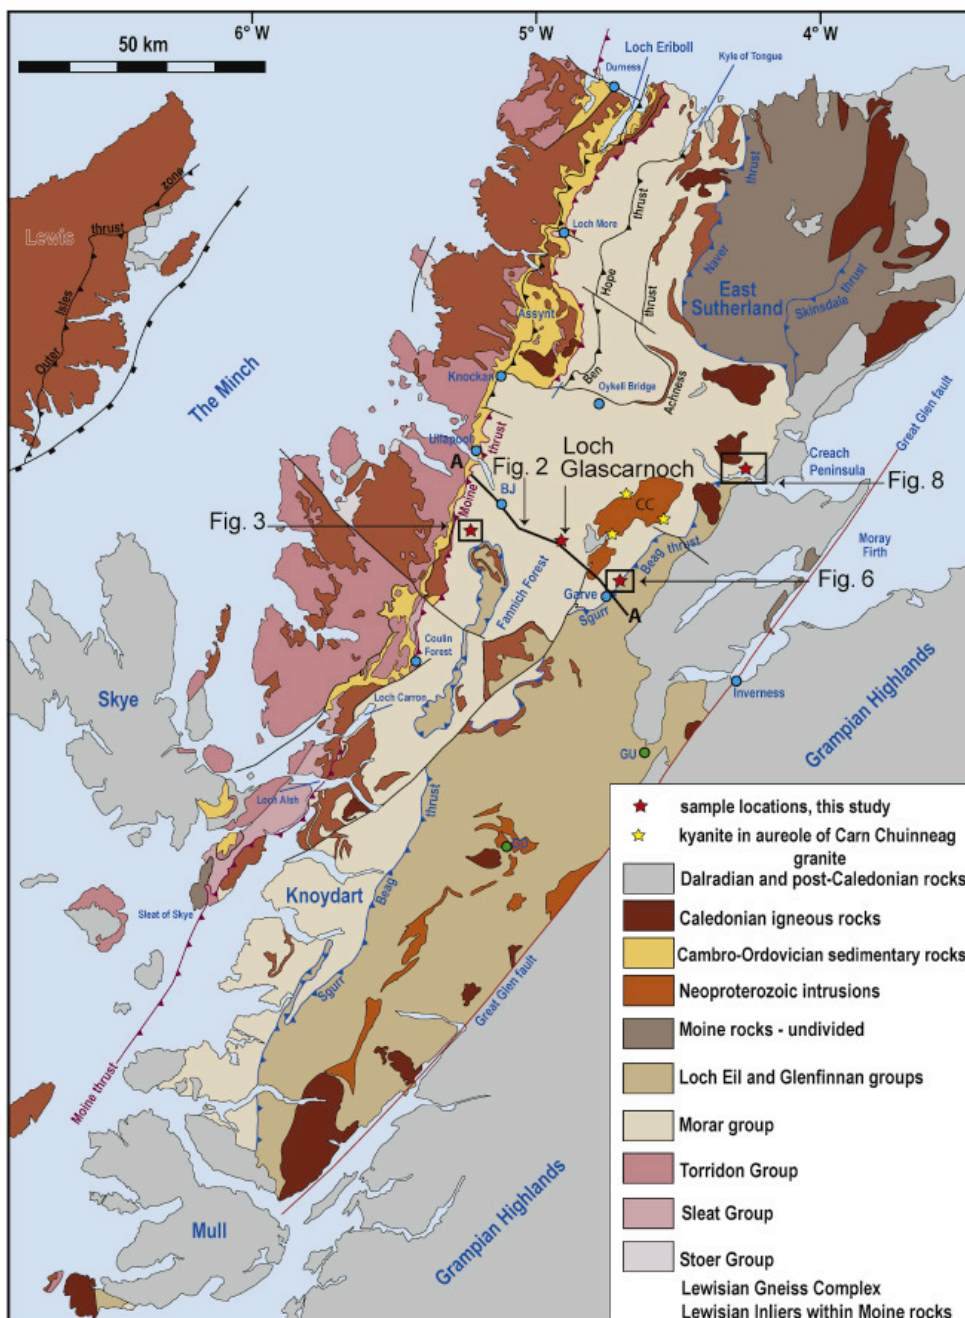 6°W
5°W
4°W
50 km
Loch Eriboll
Durness
Kyle of Tongue
zone
thrust
Lewis
Isles
Outer
The Minch
Loch More
thrust
Hope
thrust
Naver
thrust
East
Sutherland
Skinsdale
thrust
Assynt
Knockan
Ben
Oykell Bridge
Achness
Great Glen fault
Ullapool
thrust
A
Moine
Fig. 2
Loch
Glascarnoch
BJ
Creach
Peninsula
Fig. 8
CC
Fig. 3
Moray
Firth
Beag thrust
Fannich Forest
Fig. 6
Garve
Sgurr
A
Coulin
Forest
Loch Carron
Inverness
Grampian Highlands
Skye
GU
Loch Alsh
thrust
Beag
Knoydart
Sleat of Skye
Sgurr
Great Glen fault
Moine thrust
Mull
Grampian Highlands
sample locations, this study
kyanite in aureole of Carn Chuinneag
granite
Dalradian and post-Caledonian rocks
Caledonian igneous rocks
Cambro-Ordovician sedimentary rocks
Neoproterozoic intrusions
Moine rocks - undivided
Loch Eil and Glenfinnan groups
Morar group
Torridon Group
Sleat Group
Stoer Group
Lewisian Gneiss Complex
Lewisian Inliers within Moine rocks